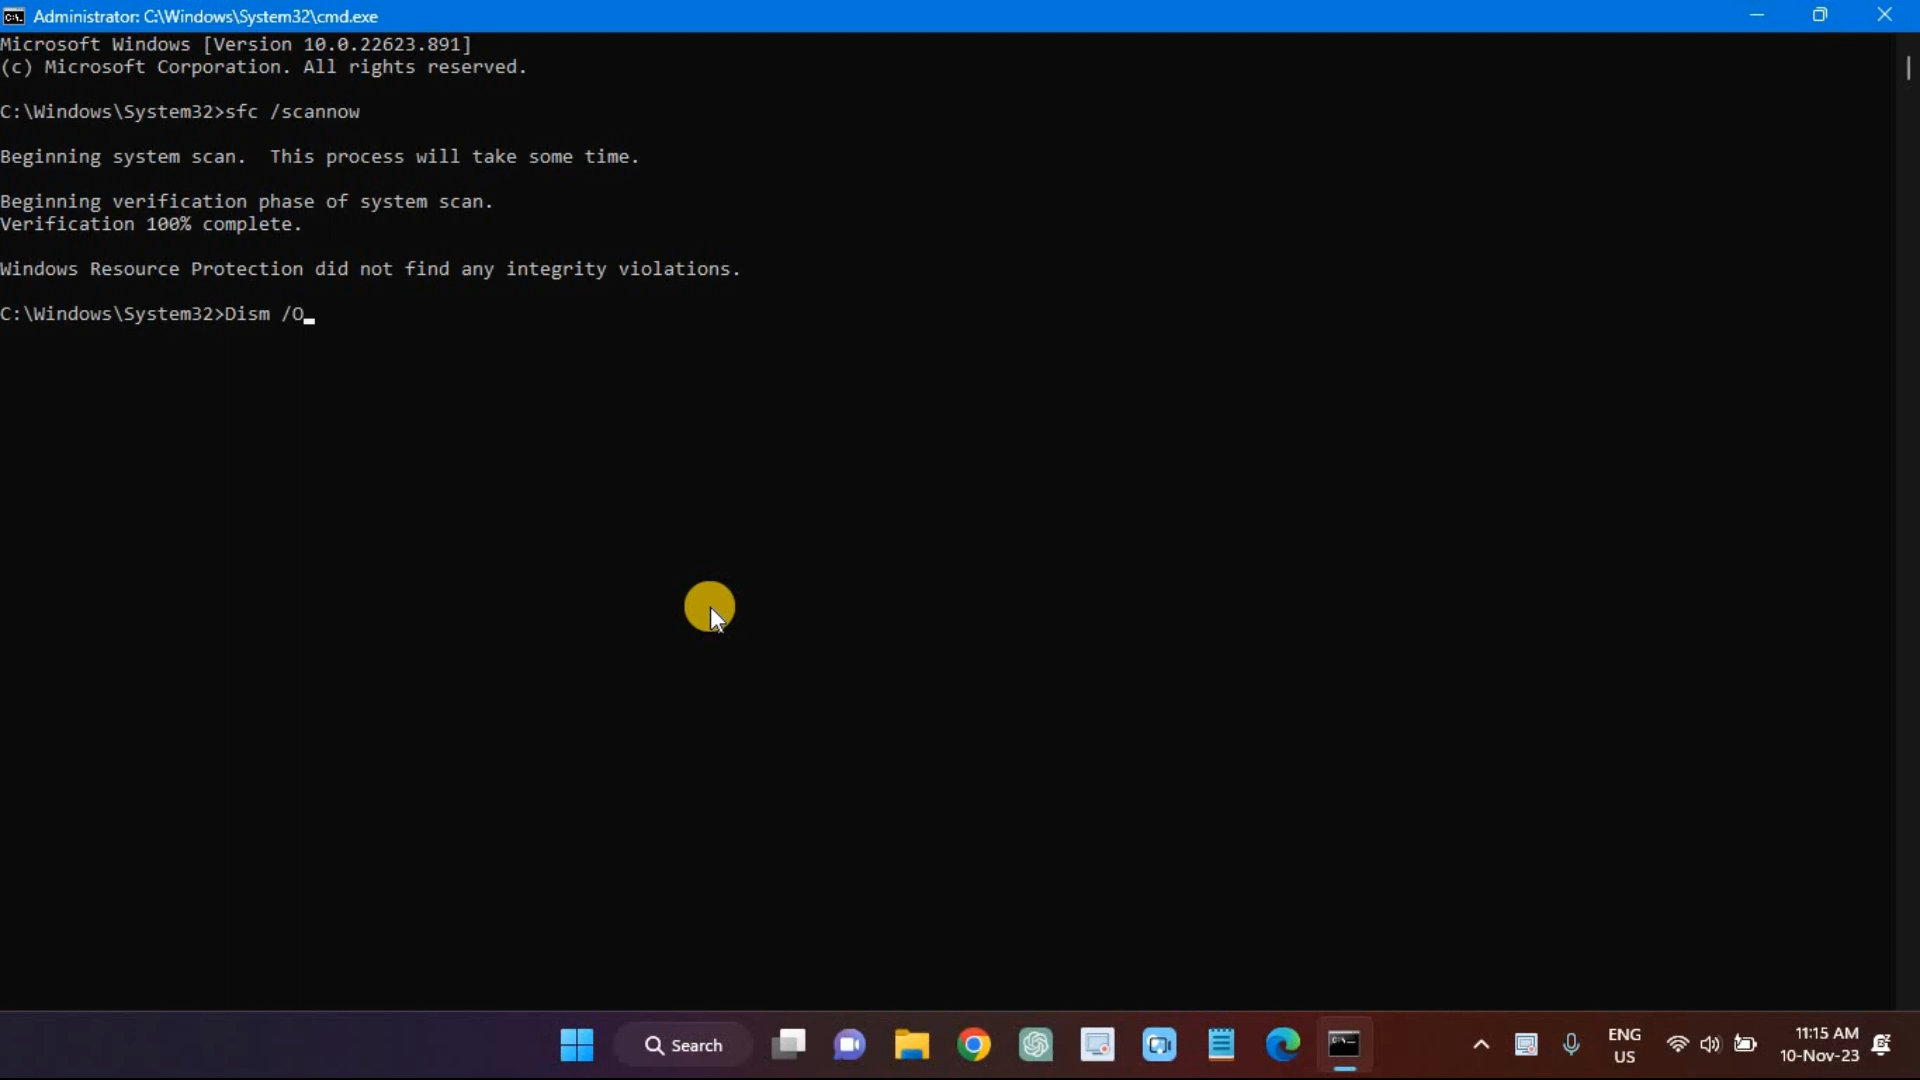 Administrator: C:\Windows\System32\cmd.exe
Microsoft Windows [Version 10.0.22623.891]
(c) Microsoft Corporation. All rights reserved.
C:\Windows\System32>sfc /scannow
Beginning system scan.  This process will take some time.
Beginning verification phase of system scan.
Verification 100% complete.
Windows Resource Protection did not find any integrity violations.
C:\Windows\System32>Dism /O
Search
ENG
US
11:15 AM
10-Nov-23